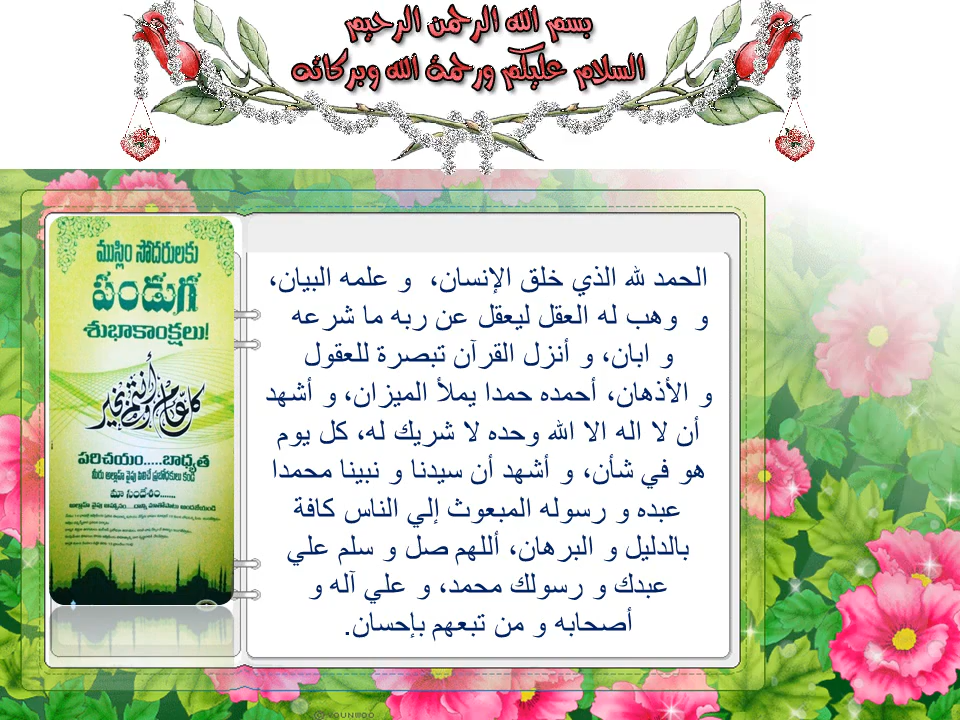 بسم الله الرحمن الرحيم
السلام عليكم ورحمة الله وبركاته
ముస్లిం సోదరులకు
పండుగ
శుభాకాంక్షలు!
كل عام وأنتم بخير
పరిచయం.....బాధ్యత
మా సందేశం.......
الحمد لله الذي خلق الإنسان، و علمه البيان،
و وهب له العقل ليعقل عن ربه ما شرعه
و ابان، و أنزل القرآن تبصرة للعقول
و الأذهان، أحمده حمدا يملأ الميزان، و أشهد
أن لا اله الا الله وحده لا شريك له، كل يوم
هو في شأن، و أشهد أن سيدنا و نبينا محمدا
عبده و رسوله المبعوث إلي الناس كافة
بالدليل و البرهان، أللهم صل و سلم علي
عبدك و رسولك محمد، و علي آله و
أصحابه و من تبعهم بإحسان.